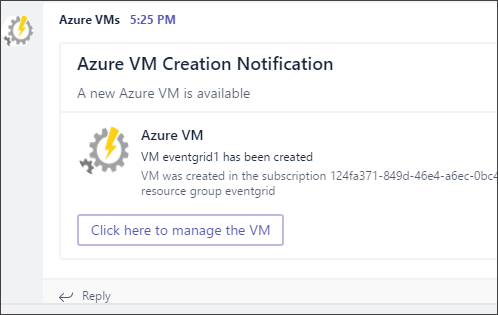 Azure VMs 5:25 PM
Azure VM Creation Notification
A new Azure VM is available
Azure VM
VM eventgrid1 has been created
VM was created in the subscription 124fa371-849d-46e4-a6ec-0bc4
resource group eventgrid
Click here to manage the VM
Reply